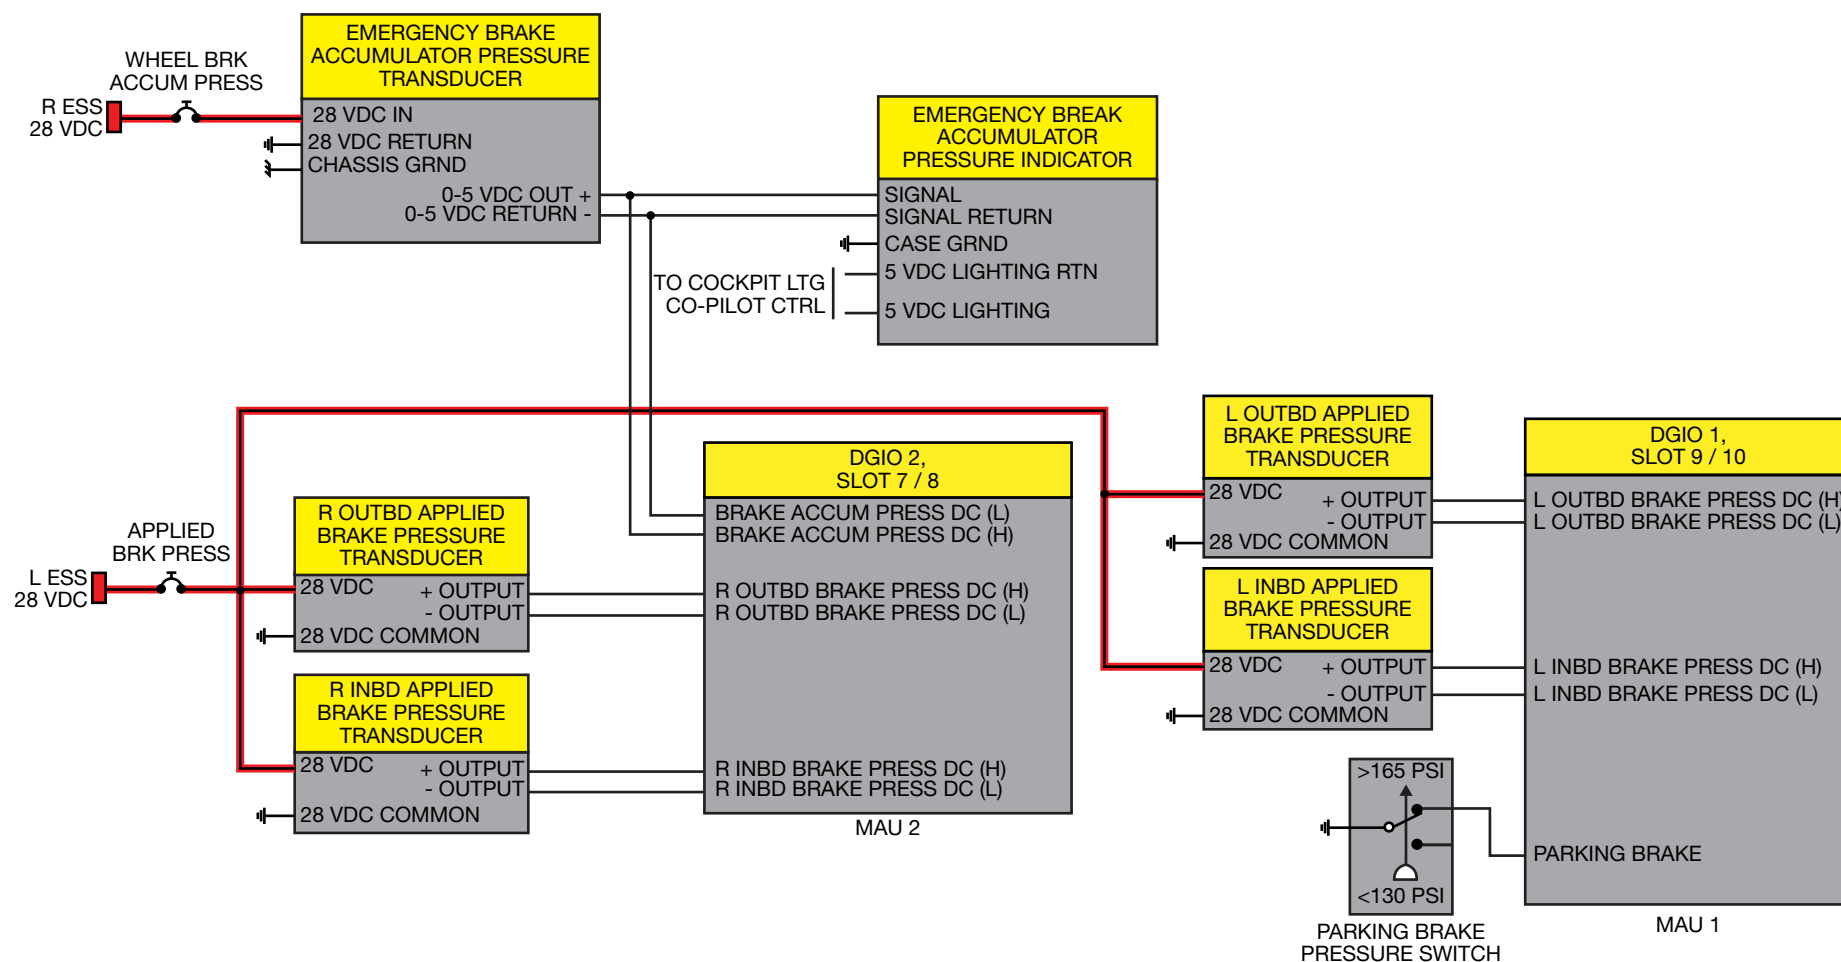 EMERGENCY BRAKE
ACCUMULATOR PRESSURE
TRANSDUCER
WHEEL BRK
ACCUM PRESS
R ESS
28 VDC
28 VDC IN
28 VDC RETURN
CHASSIS GRND
0-5 VDC OUT +
0-5 VDC RETURN -
EMERGENCY BREAK
ACCUMULATOR
PRESSURE INDICATOR
SIGNAL
SIGNAL RETURN
CASE GRND
5 VDC LIGHTING RTN
5 VDC LIGHTING
TO COCKPIT LTG
CO-PILOT CTRL
APPLIED
BRK PRESS
L ESS
28 VDC
R OUTBD APPLIED
BRAKE PRESSURE
TRANSDUCER
28 VDC
+ OUTPUT
- OUTPUT
28 VDC COMMON
R INBD APPLIED
BRAKE PRESSURE
TRANSDUCER
28 VDC
+ OUTPUT
- OUTPUT
28 VDC COMMON
DGIO 2,
SLOT 7 / 8
BRAKE ACCUM PRESS DC (L)
BRAKE ACCUM PRESS DC (H)
R OUTBD BRAKE PRESS DC (H)
R OUTBD BRAKE PRESS DC (L)
R INBD BRAKE PRESS DC (H)
R INBD BRAKE PRESS DC (L)
MAU 2
L OUTBD APPLIED
BRAKE PRESSURE
TRANSDUCER
28 VDC
+ OUTPUT
- OUTPUT
28 VDC COMMON
L INBD APPLIED
BRAKE PRESSURE
TRANSDUCER
28 VDC
+ OUTPUT
- OUTPUT
28 VDC COMMON
DGIO 1,
SLOT 9 / 10
L OUTBD BRAKE PRESS DC (H)
L OUTBD BRAKE PRESS DC (L)
L INBD BRAKE PRESS DC (H)
L INBD BRAKE PRESS DC (L)
PARKING BRAKE
MAU 1
>165 PSI
<130 PSI
PARKING BRAKE
PRESSURE SWITCH